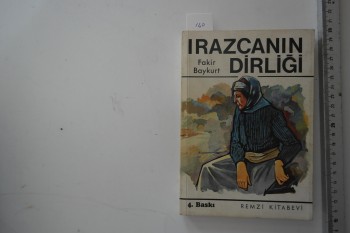 IRAZCANIN
DİRLİĞİ
Fakir
Baykurt
4. Baskı
REMZİ KİTABEVİ